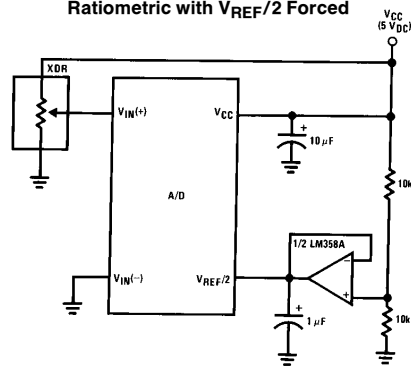 Ratiometric with VREF/2 Forced
VCC
(5 VDC)
XDR
VIN(+)
VCC
+
10 µF
10k
A/D
1/2 LM358A
−
VIN(−)
VREF/2
+
+
1 µF
10k